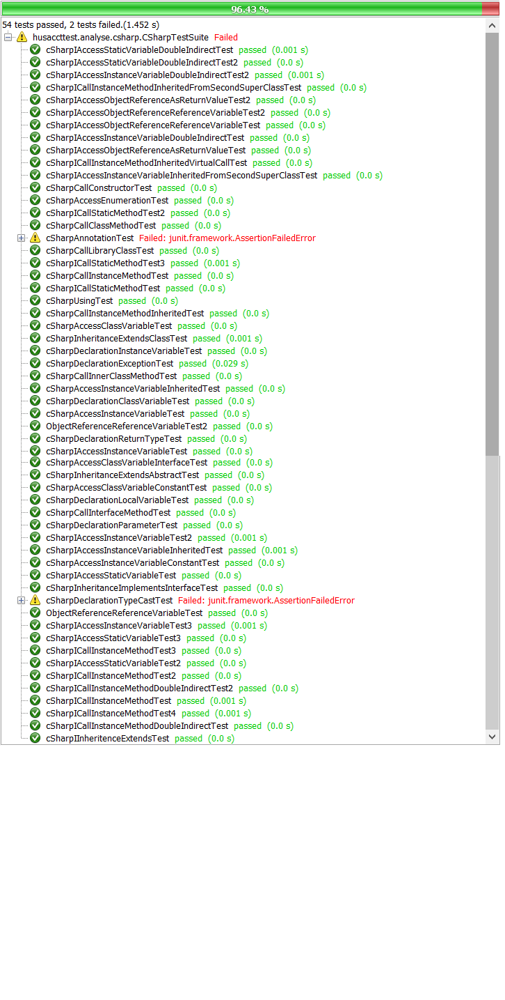 96.43 %
54 tests passed, 2 tests failed.(1.452 s)
husaccttest.analyse.csharp.CSharpTestSuite Failed
cSharpIAccessStaticVariableDoubleIndirectTest passed (0.001 s)
cSharpIAccessStaticVariableDoubleIndirectTest2 passed (0.0 s)
cSharpIAccessInstanceVariableDoubleIndirectTest2 passed (0.001 s)
cSharpICallInstanceMethodInheritedFromSecondSuperClassTest passed (0.0 s)
cSharpIAccessObjectReferenceAsReturnValueTest2 passed (0.0 s)
cSharpIAccessObjectReferenceReferenceVariableTest2 passed (0.0 s)
cSharpIAccessObjectReferenceReferenceVariableTest passed (0.0 s)
cSharpIAccessInstanceVariableDoubleIndirectTest passed (0.0 s)
cSharpIAccessObjectReferenceAsReturnValueTest passed (0.0 s)
cSharpICallInstanceMethodInheritedVirtualCallTest passed (0.0 s)
cSharpIAccessInstanceVariableInheritedFromSecondSuperClassTest passed (0.0 s)
cSharpCallConstructorTest passed (0.0 s)
cSharpAccessEnumerationTest passed (0.0 s)
cSharpICallStaticMethodTest2 passed (0.0 s)
cSharpCallClassMethodTest passed (0.0 s)
cSharpAnnotationTest Failed: junit.framework.AssertionFailedError
cSharpCallLibraryClassTest passed (0.0 s)
cSharpICallStaticMethodTest3 passed (0.001 s)
cSharpCallInstanceMethodTest passed (0.0 s)
cSharpICallStaticMethodTest passed (0.0 s)
cSharpUsingTest passed (0.0 s)
cSharpCallInstanceMethodInheritedTest passed (0.0 s)
cSharpAccessClassVariableTest passed (0.0 s)
cSharpInheritanceExtendsClassTest passed (0.001 s)
cSharpDeclarationInstanceVariableTest passed (0.0 s)
cSharpDeclarationExceptionTest passed (0.029 s)
cSharpCallInnerClassMethodTest passed (0.0 s)
cSharpAccessInstanceVariableInheritedTest passed (0.0 s)
cSharpDeclarationClassVariableTest passed (0.0 s)
cSharpAccessInstanceVariableTest passed (0.0 s)
ObjectReferenceReferenceVariableTest2 passed (0.0 s)
cSharpDeclarationReturnTypeTest passed (0.0 s)
cSharpIAccessInstanceVariableTest passed (0.0 s)
cSharpAccessClassVariableInterfaceTest passed (0.0 s)
cSharpInheritanceExtendsAbstractTest passed (0.0 s)
cSharpAccessClassVariableConstantTest passed (0.0 s)
cSharpDeclarationLocalVariableTest passed (0.0 s)
cSharpCallInterfaceMethodTest passed (0.0 s)
cSharpDeclarationParameterTest passed (0.0 s)
cSharpIAccessInstanceVariableTest2 passed (0.001 s)
cSharpIAccessInstanceVariableInheritedTest passed (0.001 s)
cSharpAccessInstanceVariableConstantTest passed (0.0 s)
cSharpIAccessStaticVariableTest passed (0.0 s)
cSharpInheritanceImplementsInterfaceTest passed (0.0 s)
cSharpDeclarationTypeCastTest Failed: junit.framework.AssertionFailedError
ObjectReferenceReferenceVariableTest passed (0.0 s)
cSharpIAccessInstanceVariableTest3 passed (0.001 s)
cSharpIAccessStaticVariableTest3 passed (0.0 s)
cSharpICallInstanceMethodTest3 passed (0.0 s)
cSharpIAccessStaticVariableTest2 passed (0.0 s)
cSharpICallInstanceMethodTest2 passed (0.0 s)
cSharpICallInstanceMethodDoubleIndirectTest2 passed (0.0 s)
cSharpICallInstanceMethodTest passed (0.001 s)
cSharpICallInstanceMethodTest4 passed (0.001 s)
cSharpICallInstanceMethodDoubleIndirectTest passed (0.0 s)
cSharpIInheritenceExtendsTest passed (0.0 s)